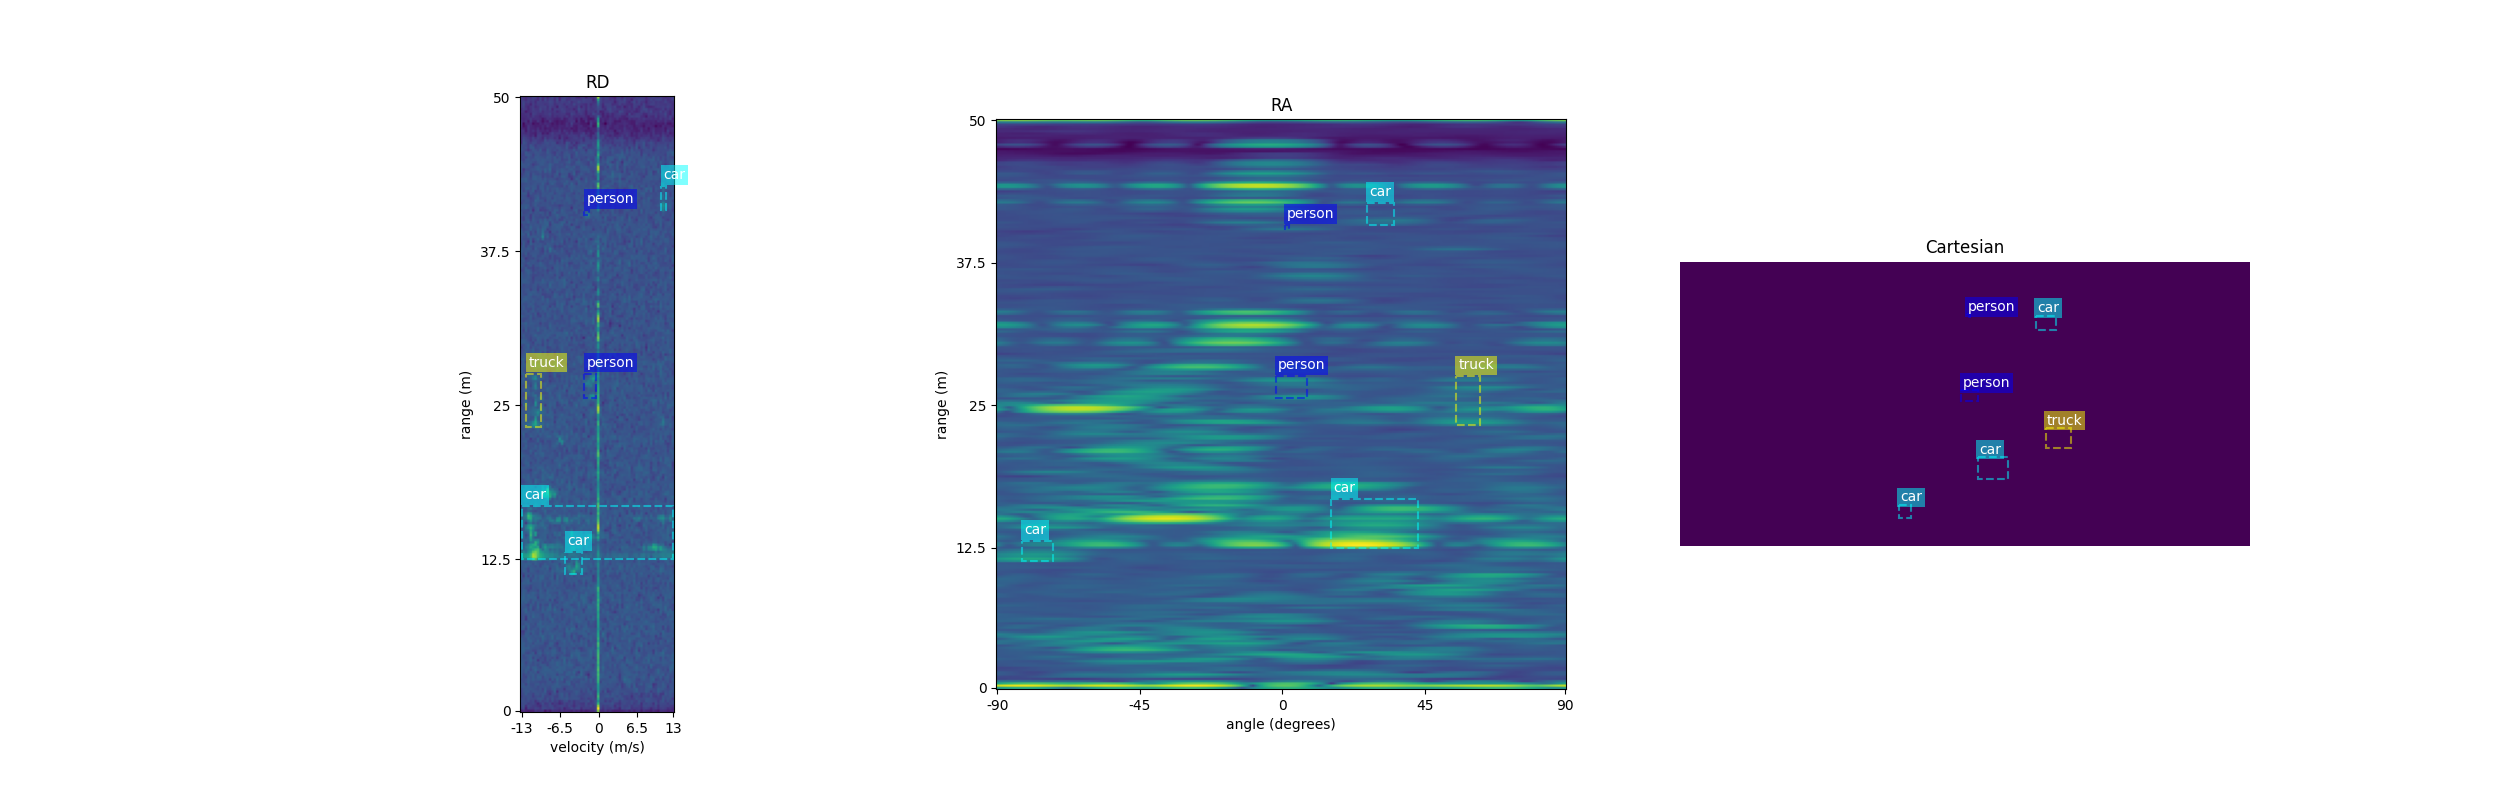 RD
50
37.5
25
12.5
0
range (m)
car
person
truck
person
car
car
-13 -6.5 0 6.5 13
velocity (m/s)
RA
50
37.5
25
12.5
0
range (m)
car
person
person
truck
car
car
-90 -45 0 45 90
angle (degrees)
Cartesian
person car
person
truck
car
car